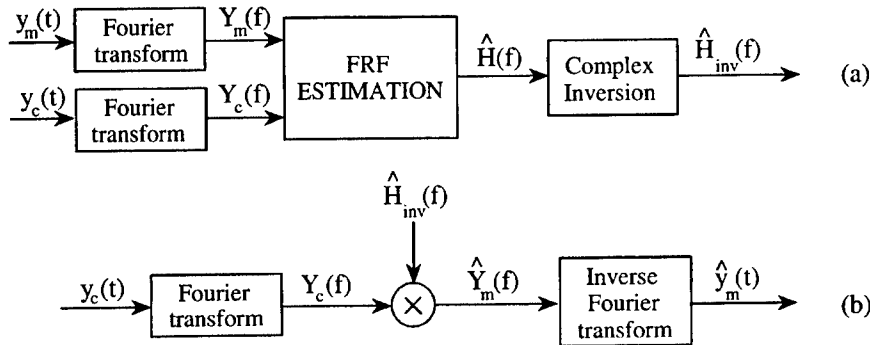 y_m(t)
Fourier
transform
Y_m(f)
y_c(t)
Fourier
transform
Y_c(f)
FRF
ESTIMATION
Ĥ(f)
Complex
Inversion
Ĥ_inv(f)
(a)
Ĥ_inv(f)
y_c(t)
Fourier
transform
Y_c(f)
×
Ŷ_m(f)
Inverse
Fourier
transform
ŷ_m(t)
(b)